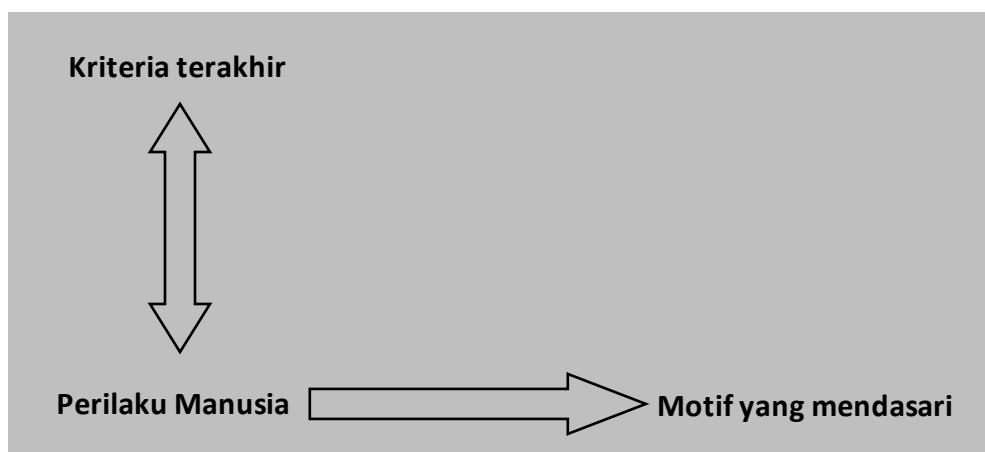 Kriteria terakhir
Perilaku Manusia
Motif yang mendasari